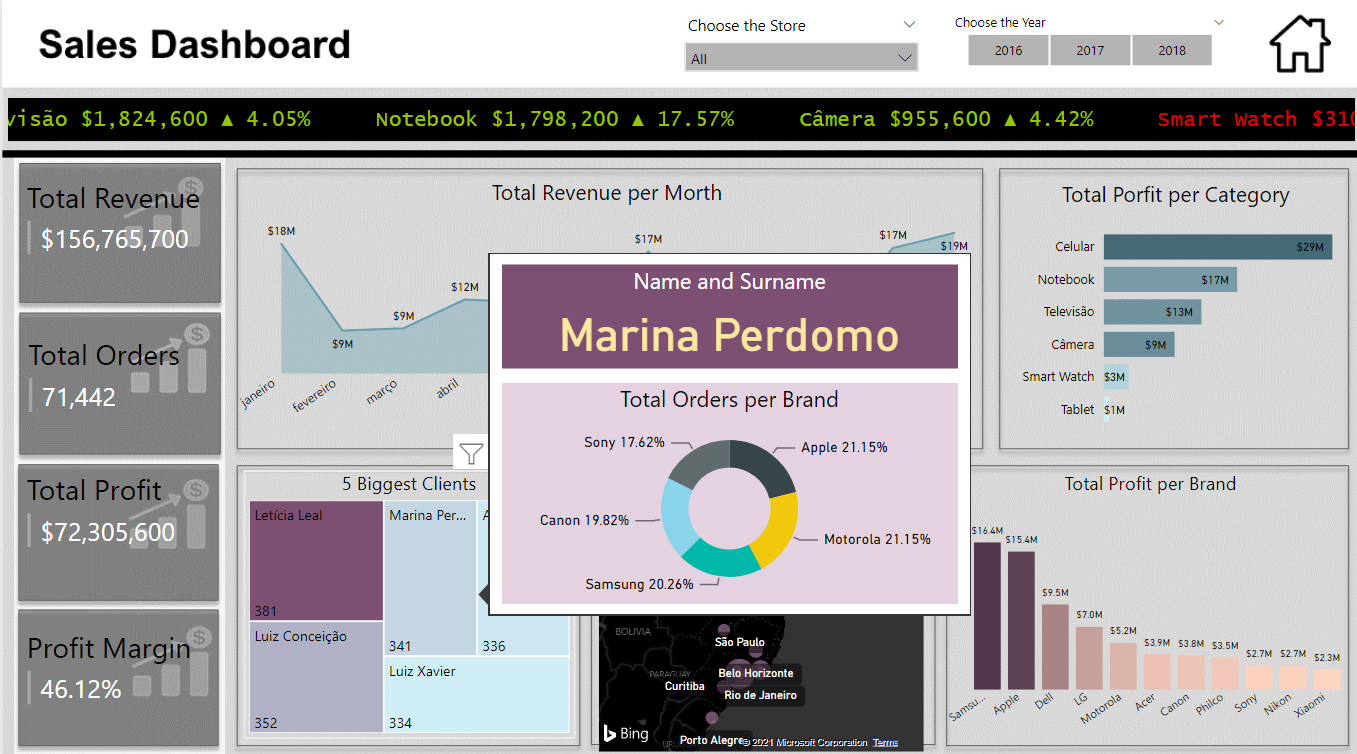 Sales Dashboard
Choose the Store
All
Choose the Year
2016 2017 2018
visão $1,824,600 ▲ 4.05% Notebook $1,798,200 ▲ 17.57% Câmera $955,600 ▲ 4.42% Smart Watch $310
Total Revenue
$156,765,700
Total Orders
71,442
Total Profit
$72,305,600
Profit Margin
46.12%
Total Revenue per Morth
$18M
$9M
$9M
$12M
$17M
$17M
$19M
janeiro
fevereiro
março
abril
Total Porfit per Category
Celular $29M
Notebook $17M
Televisão $13M
Câmera $9M
Smart Watch $3M
Tablet $1M
Name and Surname
Marina Perdomo
Total Orders per Brand
Sony 17.62%
Apple 21.15%
Canon 19.82%
Motorola 21.15%
Samsung 20.26%
5 Biggest Clients
Letícia Leal
381
Luiz Conceição
352
Marina Per...
341
336
Luiz Xavier
334
BOLIVIA
PARAGUAY
São Paulo
Belo Horizonte
Curitiba
Rio de Janeiro
Porto Alegre
Bing
© 2021 Microsoft Corporation Terms
Total Profit per Brand
$16.4M
$15.4M
$9.5M
$7.0M
$5.2M
$3.9M
$3.8M
$3.5M
$2.7M
$2.7M
$2.3M
Samsu...
Apple
Dell
LG
Motorola
Acer
Canon
Philco
Sony
Nikon
Xiaomi